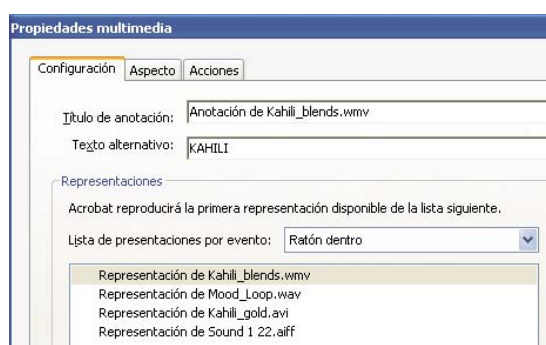 Propiedades multimedia
Configuración Aspecto Acciones
Título de anotación: Anotación de Kahili_blends.wmv
Texto alternativo: KAHILI
Representaciones
Acrobat reproducirá la primera representación disponible de la lista siguiente.
Lista de presentaciones por evento: Ratón dentro
Representación de Kahili_blends.wmv
Representación de Mood_Loop.wav
Representación de Kahili_gold.avi
Representación de Sound 1 22.aiff